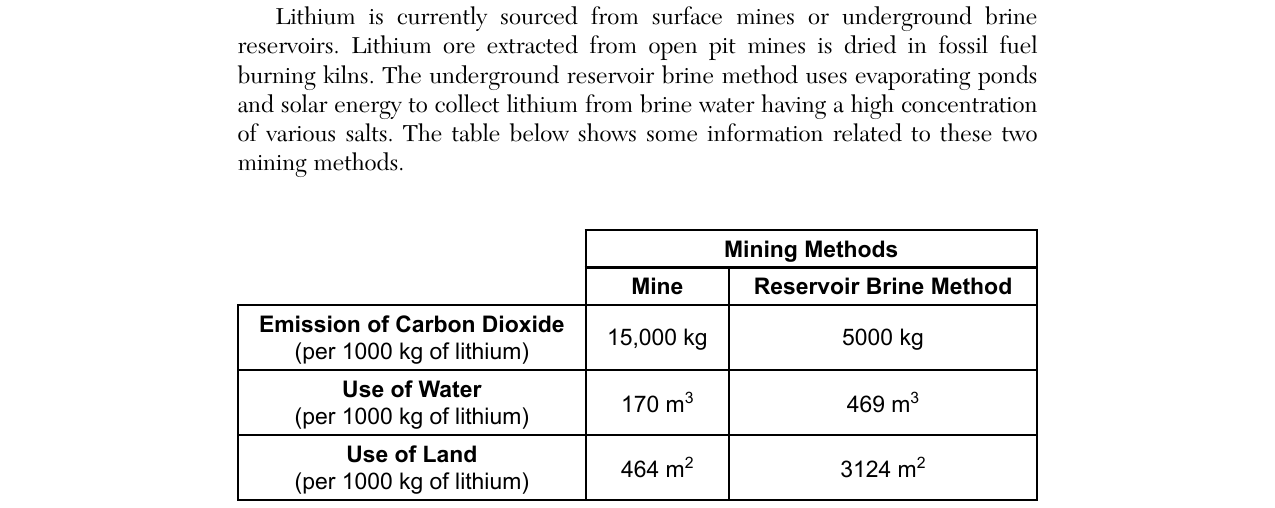 Lithium is currently sourced from surface mines or underground brine
reservoirs. Lithium ore extracted from open pit mines is dried in fossil fuel
burning kilns. The underground reservoir brine method uses evaporating ponds
and solar energy to collect lithium from brine water having a high concentration
of various salts. The table below shows some information related to these two
mining methods.
Mining Methods
Mine Reservoir Brine Method
Emission of Carbon Dioxide
(per 1000 kg of lithium) 15,000 kg 5000 kg
Use of Water
(per 1000 kg of lithium) 170 m³ 469 m³
Use of Land
(per 1000 kg of lithium) 464 m² 3124 m²